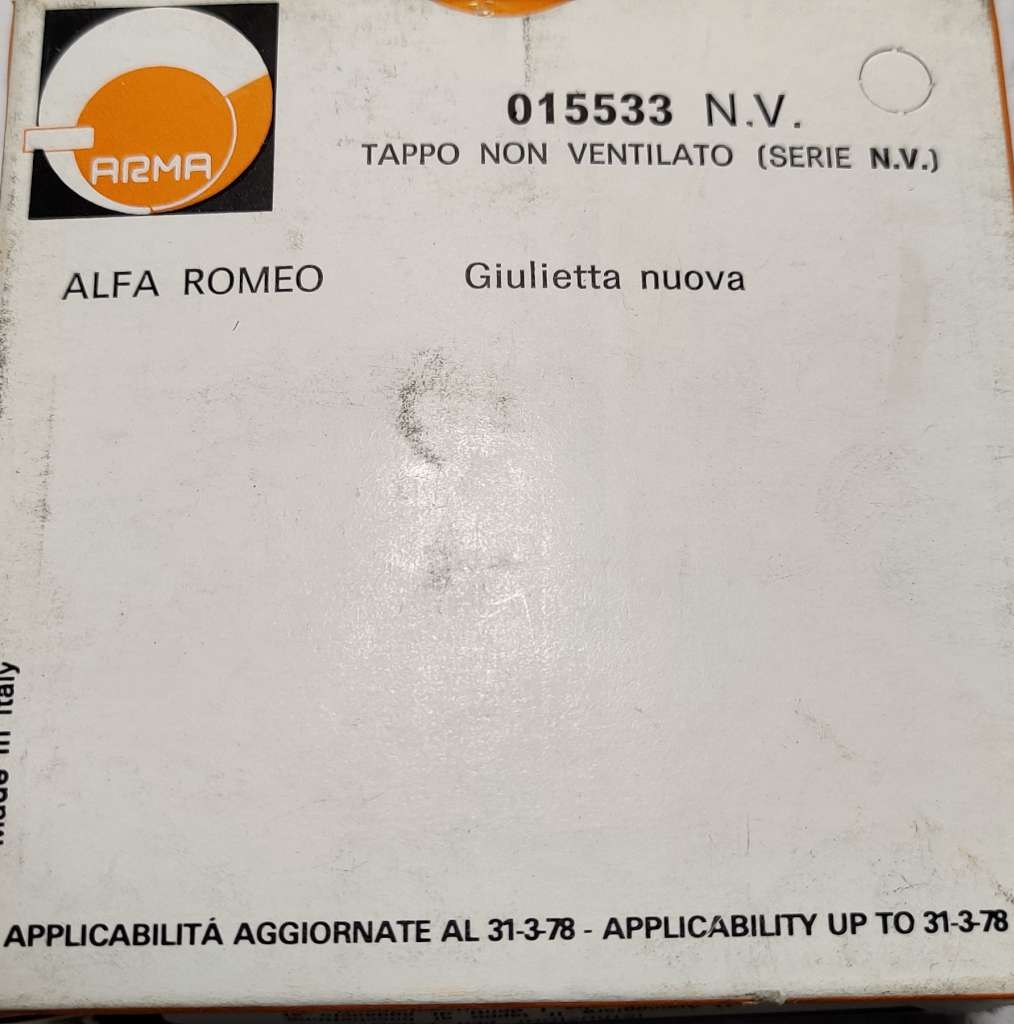 ARMA
015533 N.V.
TAPPO NON VENTILATO (SERIE N.V.)
ALFA ROMEO Giulietta nuova
Made in Italy
APPLICABILITÁ AGGIORNATE AL 31-3-78 - APPLICABILITY UP TO 31-3-78